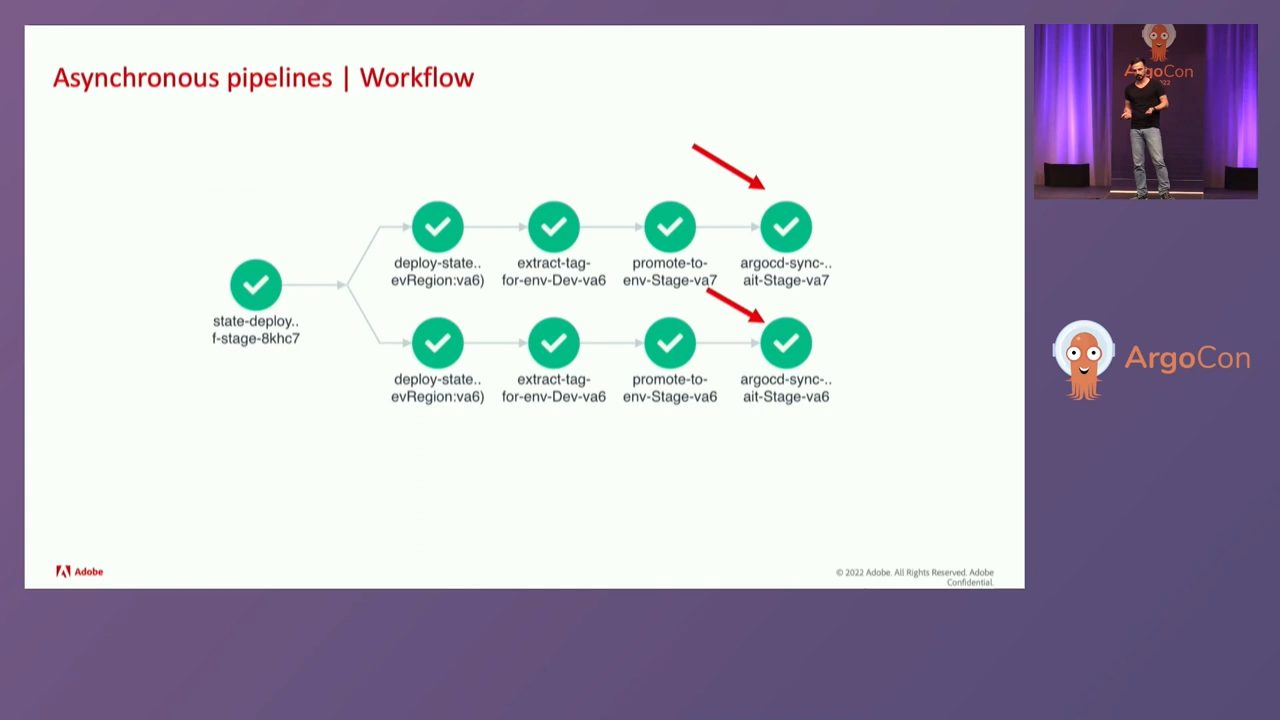 Asynchronous pipelines | Workflow
deploy-state..
evRegion:va6)
extract-tag-
for-env-Dev-va6
promote-to-
env-Stage-va7
argocd-sync-..
ait-Stage-va7
state-deploy..
f-stage-8khc7
deploy-state..
evRegion:va6)
extract-tag-
for-env-Dev-va6
promote-to-
env-Stage-va6
argocd-sync-..
ait-Stage-va6
Adobe
© 2022 Adobe. All Rights Reserved. Adobe
Confidential.
ArgoCon
2022
ArgoCon